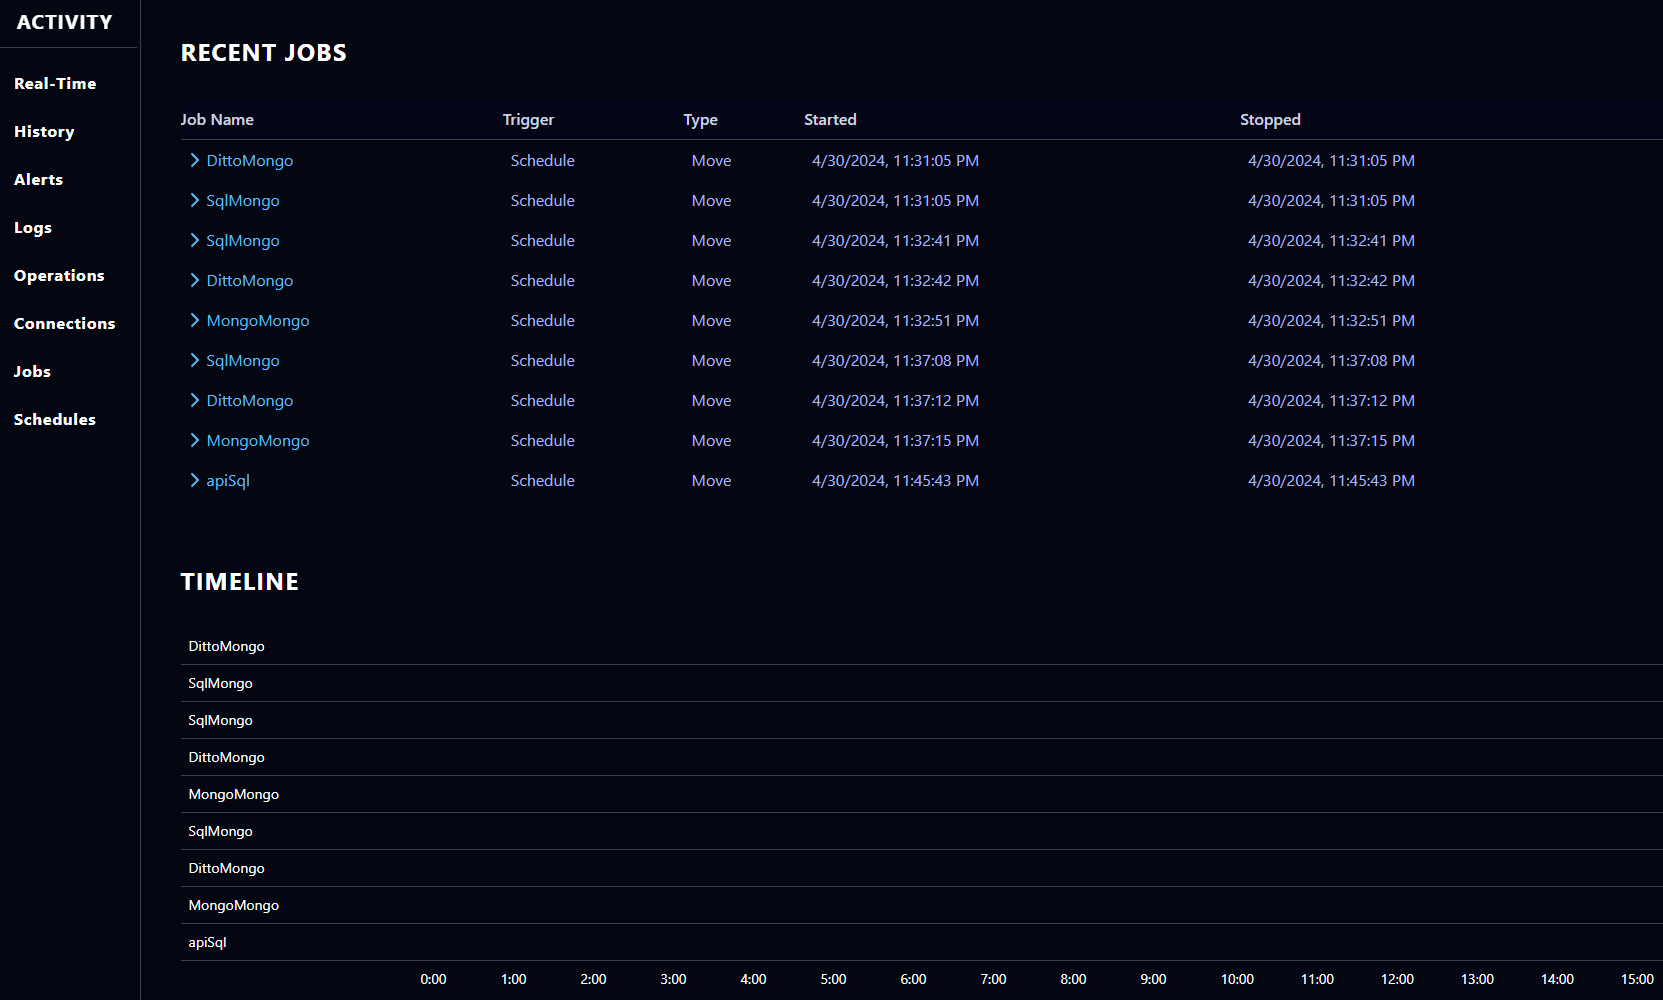 ACTIVITY
Real-Time
History
Alerts
Logs
Operations
Connections
Jobs
Schedules
RECENT JOBS
Job Name Trigger Type Started Stopped
DittoMongo Schedule Move 4/30/2024, 11:31:05 PM 4/30/2024, 11:31:05 PM
SqlMongo Schedule Move 4/30/2024, 11:31:05 PM 4/30/2024, 11:31:05 PM
SqlMongo Schedule Move 4/30/2024, 11:32:41 PM 4/30/2024, 11:32:41 PM
DittoMongo Schedule Move 4/30/2024, 11:32:42 PM 4/30/2024, 11:32:42 PM
MongoMongo Schedule Move 4/30/2024, 11:32:51 PM 4/30/2024, 11:32:51 PM
SqlMongo Schedule Move 4/30/2024, 11:37:08 PM 4/30/2024, 11:37:08 PM
DittoMongo Schedule Move 4/30/2024, 11:37:12 PM 4/30/2024, 11:37:12 PM
MongoMongo Schedule Move 4/30/2024, 11:37:15 PM 4/30/2024, 11:37:15 PM
apiSql Schedule Move 4/30/2024, 11:45:43 PM 4/30/2024, 11:45:43 PM
TIMELINE
DittoMongo
SqlMongo
SqlMongo
DittoMongo
MongoMongo
SqlMongo
DittoMongo
MongoMongo
apiSql
0:00 1:00 2:00 3:00 4:00 5:00 6:00 7:00 8:00 9:00 10:00 11:00 12:00 13:00 14:00 15:00